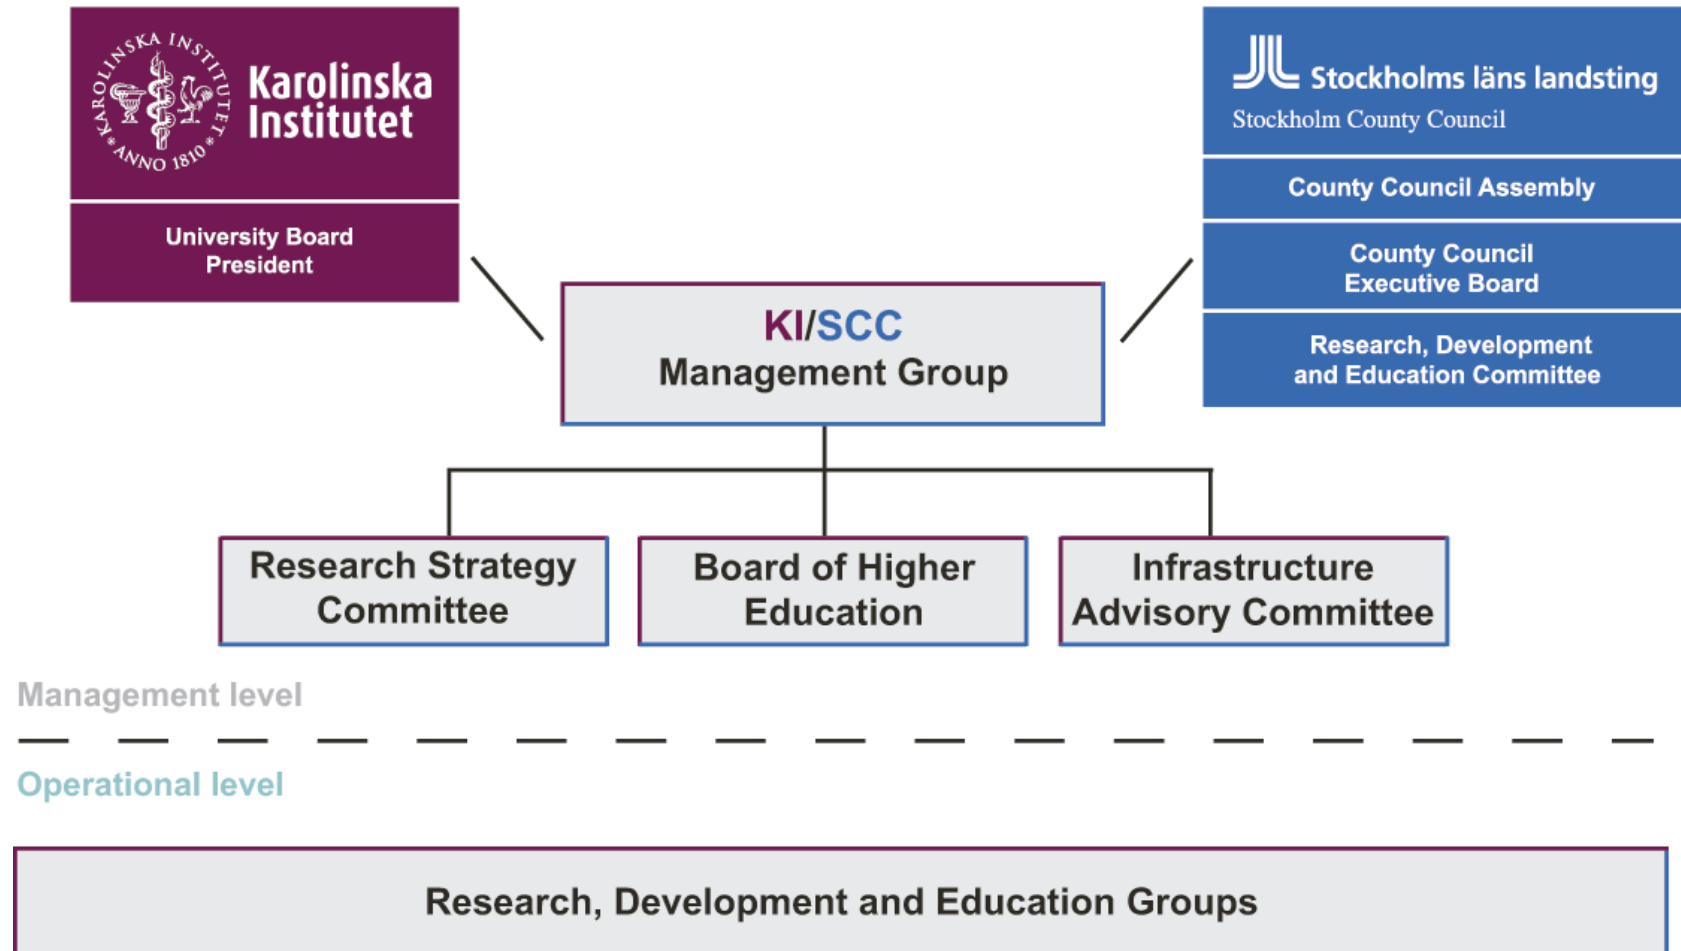 KAROLINSKA INSTITUTET
ANNO 1810
Karolinska
Institutet
University Board
President
Stockholms läns landsting
Stockholm County Council
County Council Assembly
County Council
Executive Board
Research, Development
and Education Committee
KI/SCC
Management Group
Research Strategy
Committee
Board of Higher
Education
Infrastructure
Advisory Committee
Management level
Operational level
Research, Development and Education Groups